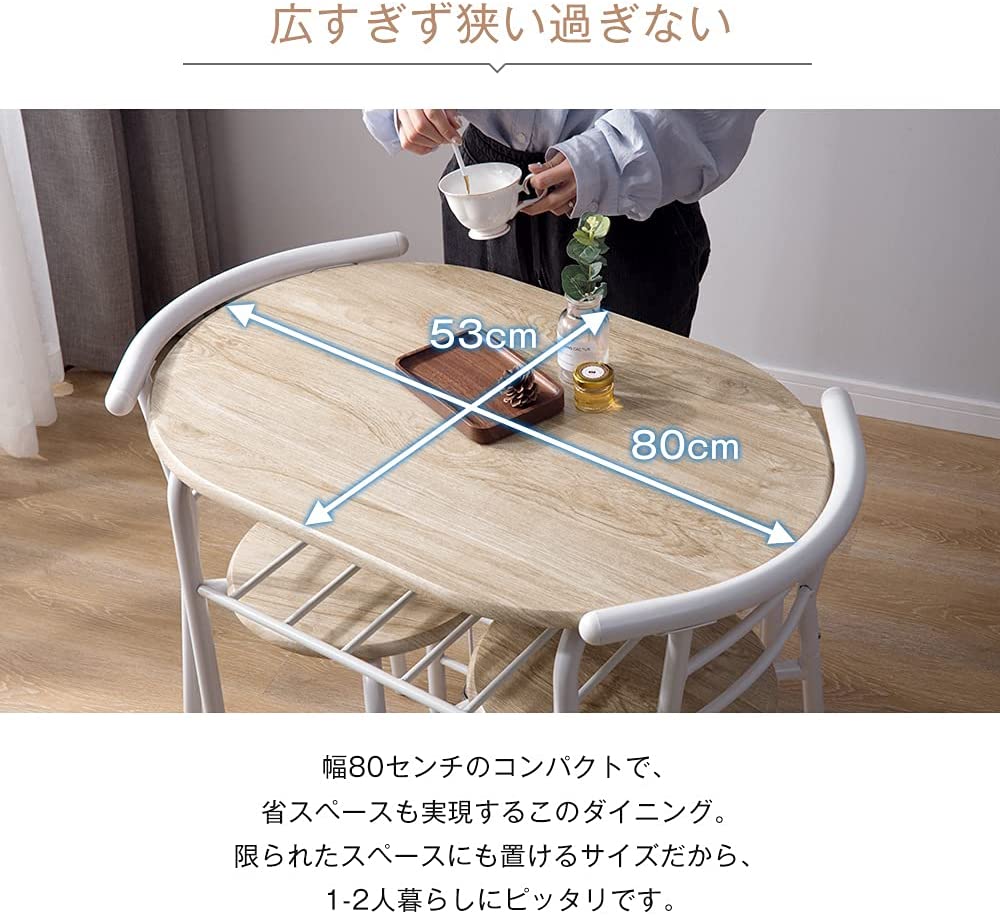 広すぎず狭い過ぎない
53cm
80cm
幅80センチのコンパクトで、
省スペースも実現するこのダイニング。
限られたスペースにも置けるサイズだから、
1-2人暮らしにピッタリです。